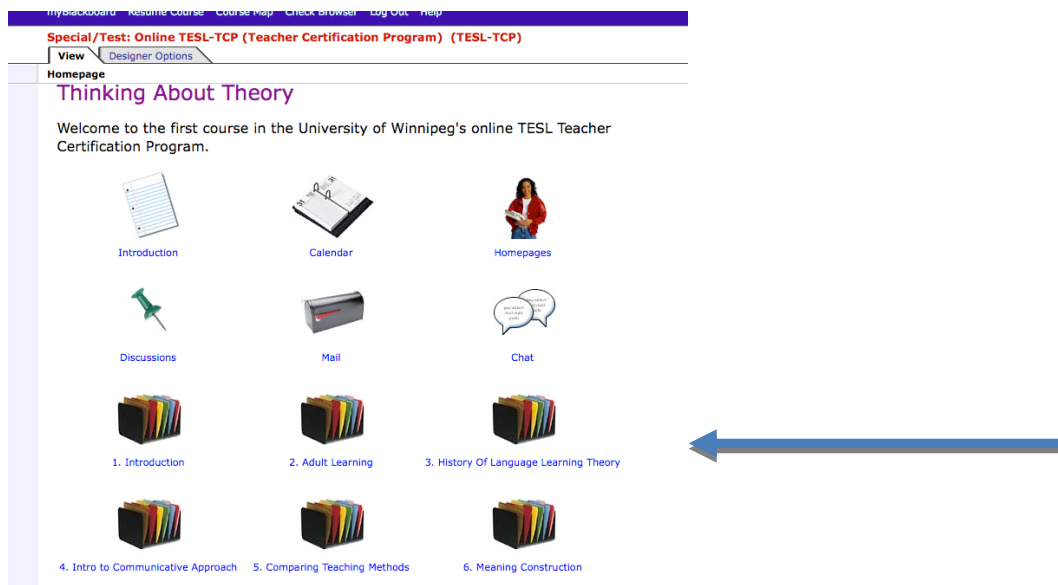 myBlackboard Resume Course Course Map Check Browser Log Out Help
Special/Test: Online TESL-TCP (Teacher Certification Program) (TESL-TCP)
View Designer Options
Homepage
Thinking About Theory
Welcome to the first course in the University of Winnipeg's online TESL Teacher
Certification Program.
Introduction Calendar Homepages
Discussions Mail Chat
1. Introduction 2. Adult Learning 3. History Of Language Learning Theory
4. Intro to Communicative Approach 5. Comparing Teaching Methods 6. Meaning Construction